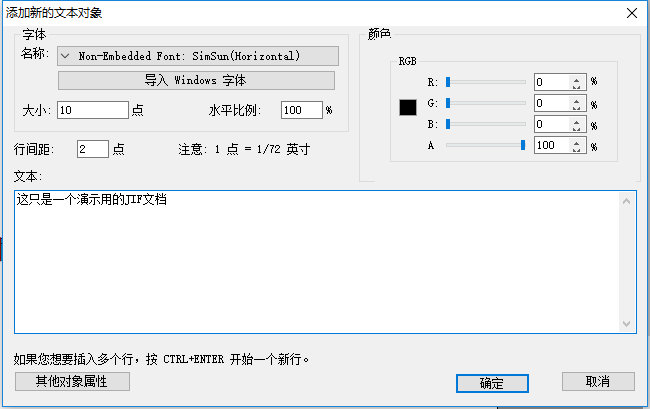 添加新的文本对象
字体
名称: Non-Embedded Font: SimSun(Horizontal)
导入 Windows 字体
大小: 10 点 水平比例: 100 %
颜色
RGB
R: 0 %
G: 0 %
B: 0 %
A 100 %
行间距: 2 点 注意: 1 点 = 1/72 英寸
文本:
这只是一个演示用的JIF文档
如果您想要插入多个行，按 CTRL+ENTER 开始一个新行。
其他对象属性 确定 取消